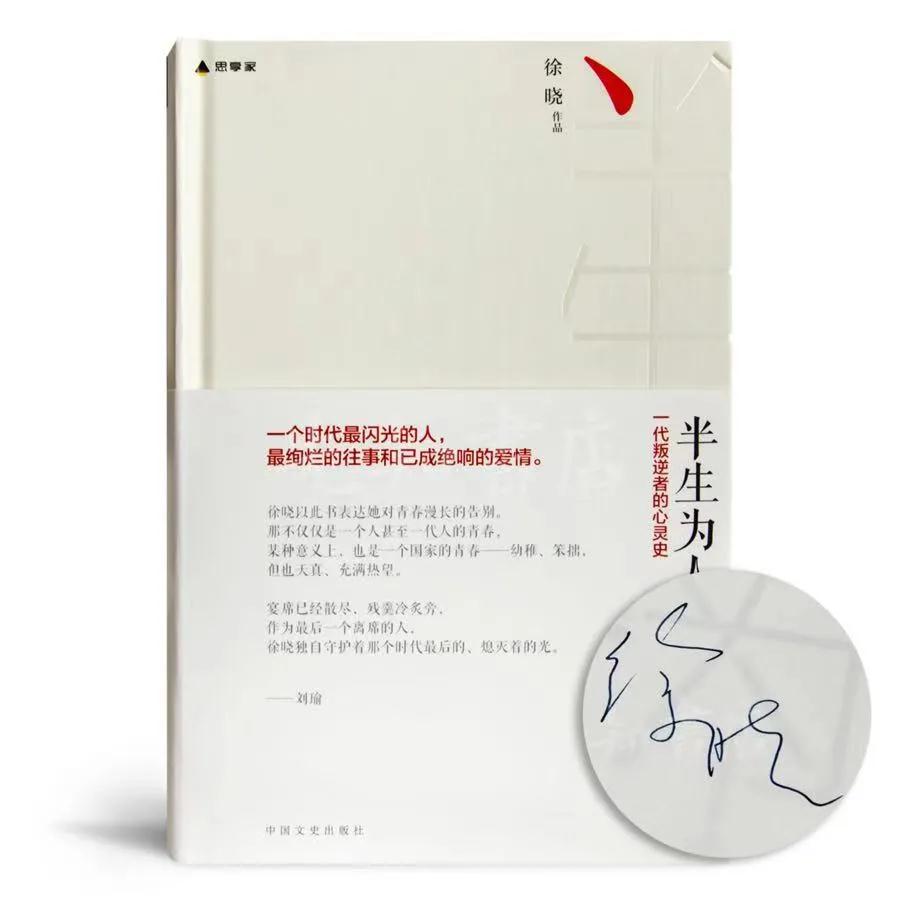 思享家
徐晓
作品
半生为人
一代叛逆者的心灵史
一个时代最闪光的人，
最绚烂的往事和已成绝响的爱情。
徐晓以此书表达她对青春漫长的告别。
那不仅仅是一个人甚至一代人的青春，
某种意义上，也是一个国家的青春——幼稚、笨拙，
但也天真、充满热望。
宴席已经散尽，残羹冷炙旁，
作为最后一个离席的人，
徐晓独自守护着那个时代最后的、熄灭着的光。
——刘瑜
中国文史出版社
徐晓